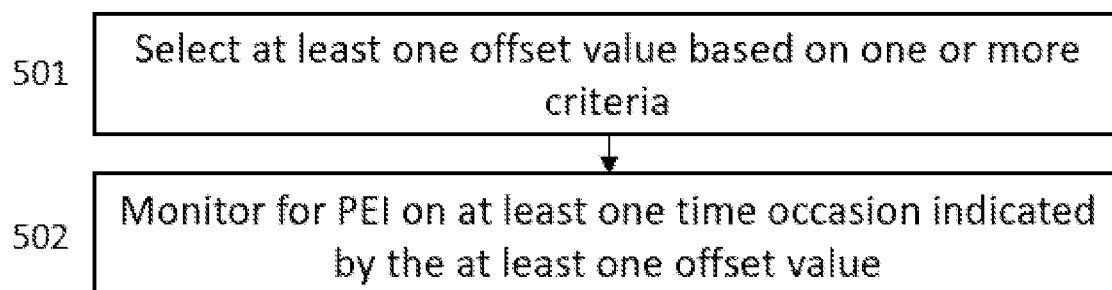 501
Select at least one offset value based on one or more
criteria
502
Monitor for PEI on at least one time occasion indicated
by the at least one offset value